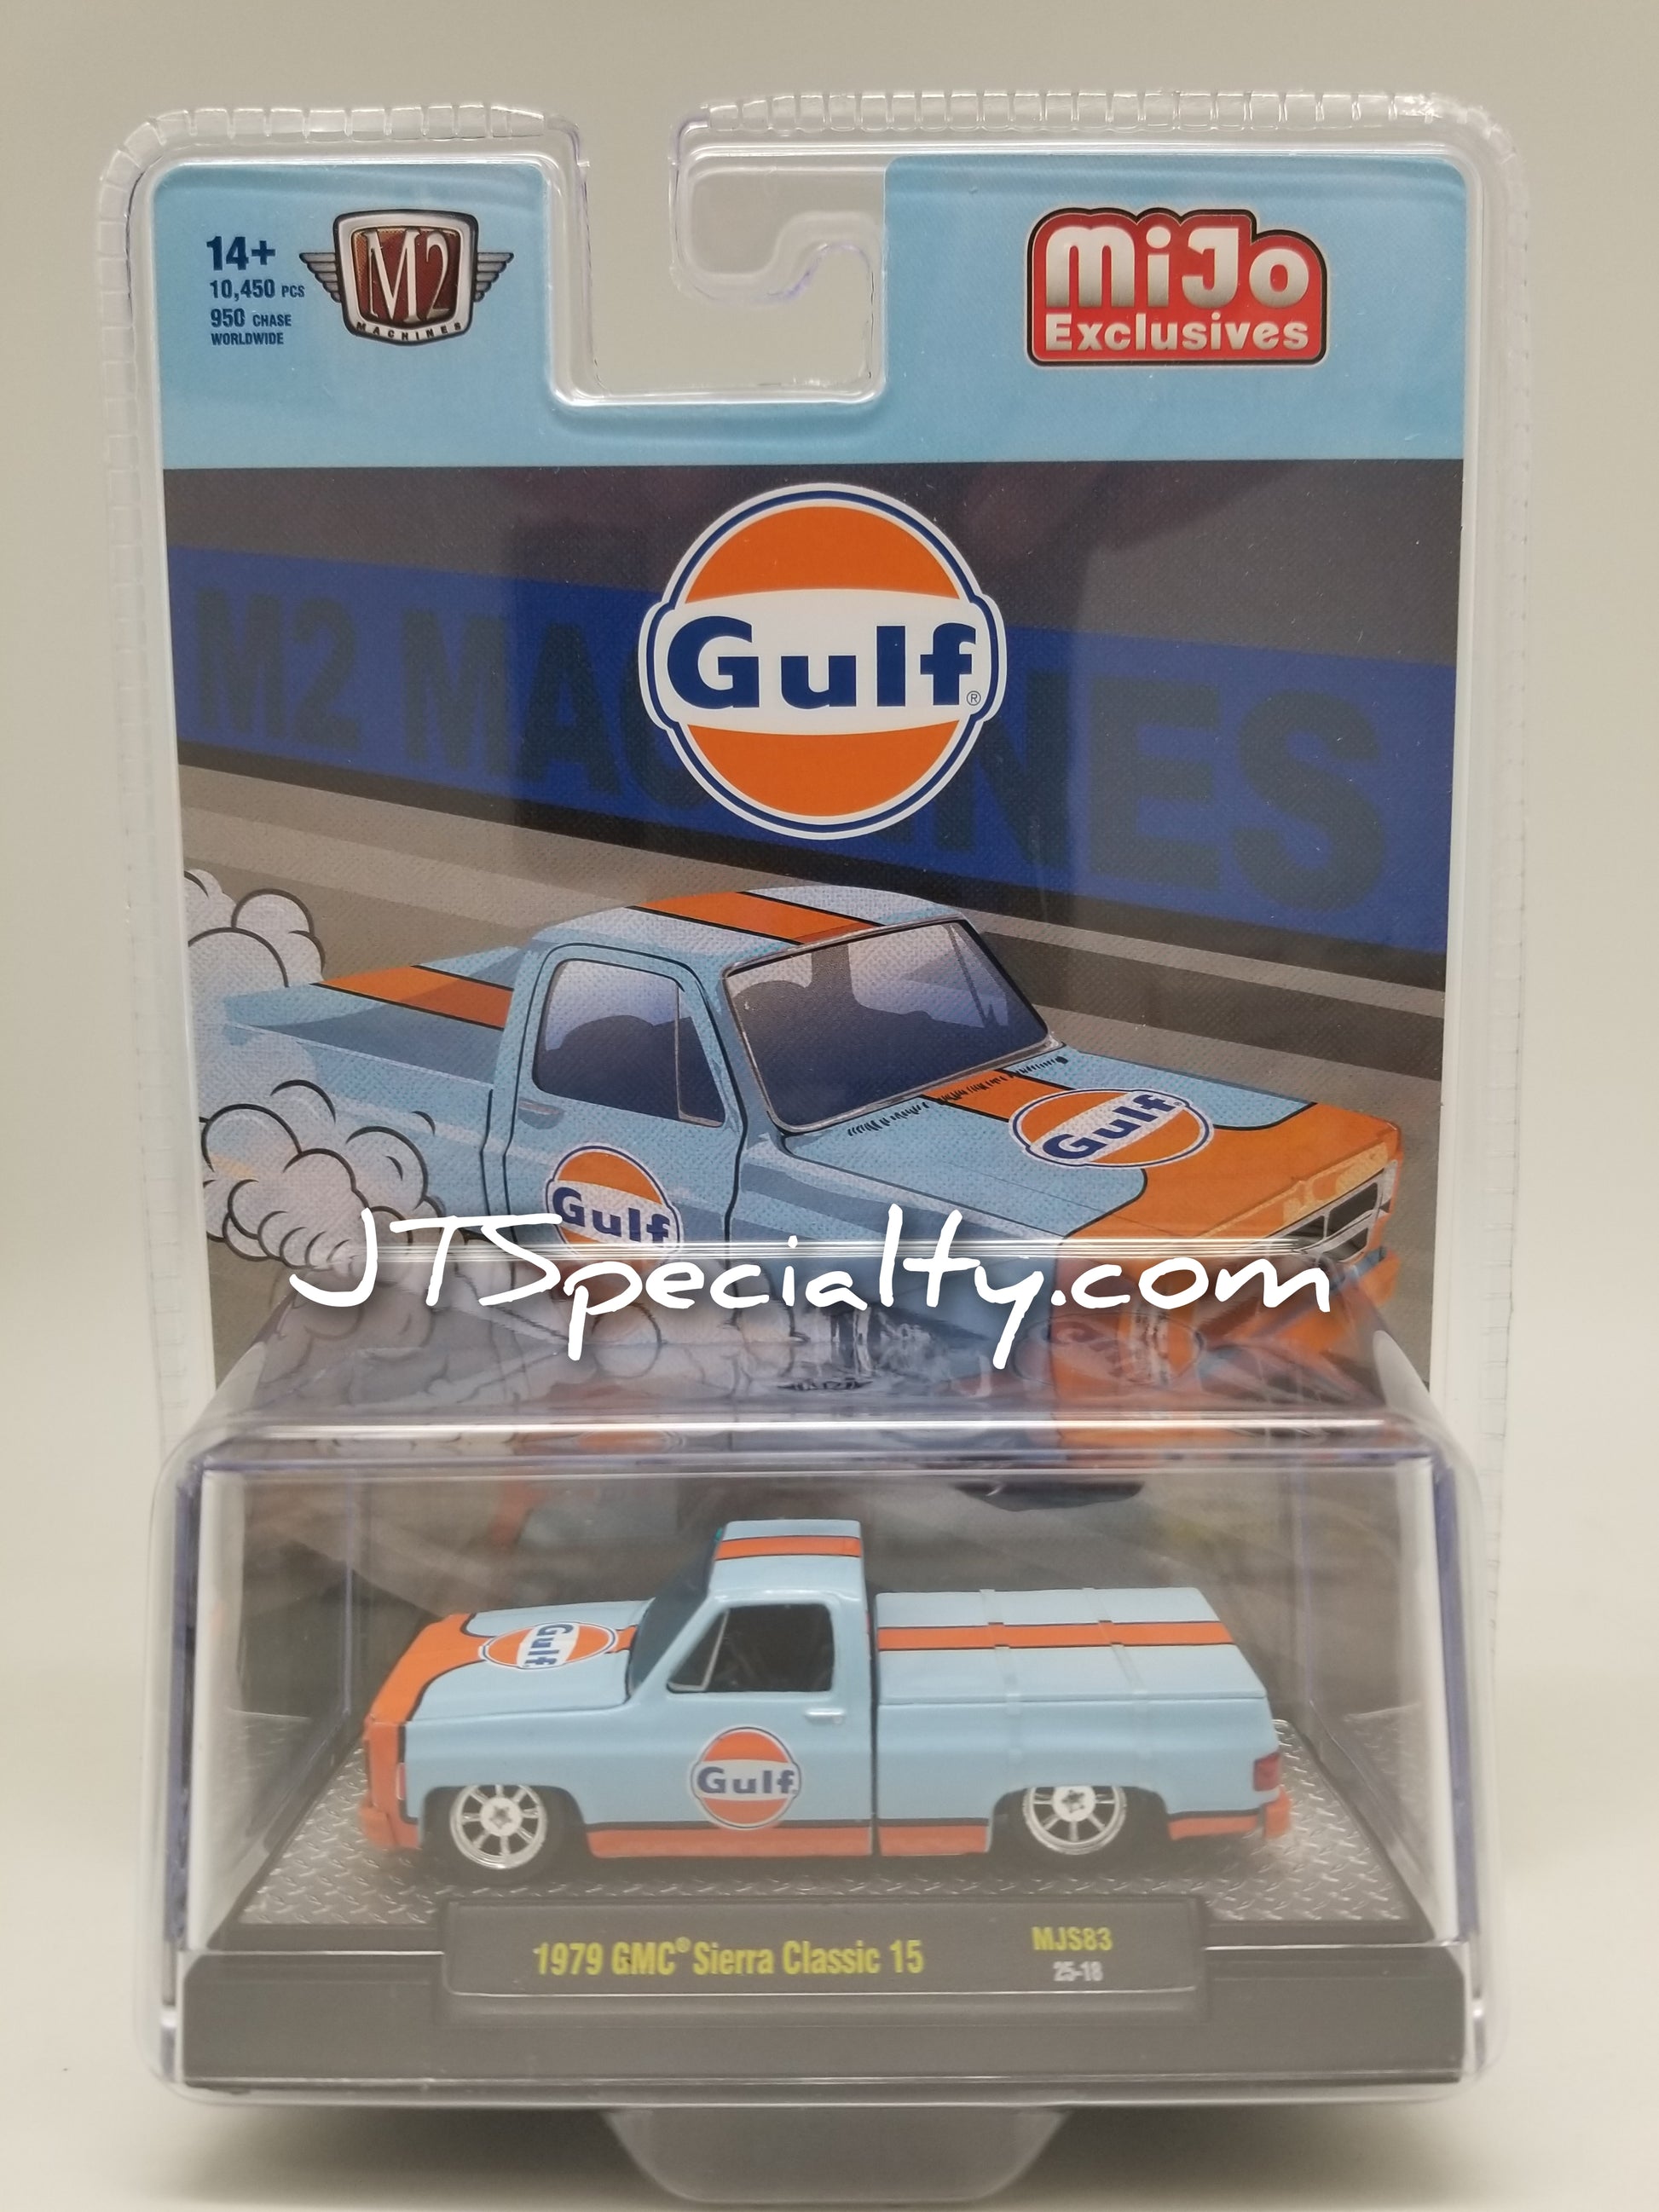 14+
10,450 PCS
950 CHASE
WORLDWIDE
M2
MACHINES
MiJo
Exclusives
Gulf®
M2 MACHINES
Gulf
Gulf
JTSpecialty.com
Gulf
Gulf
1979 GMC® Sierra Classic 15
MJS83
25-18